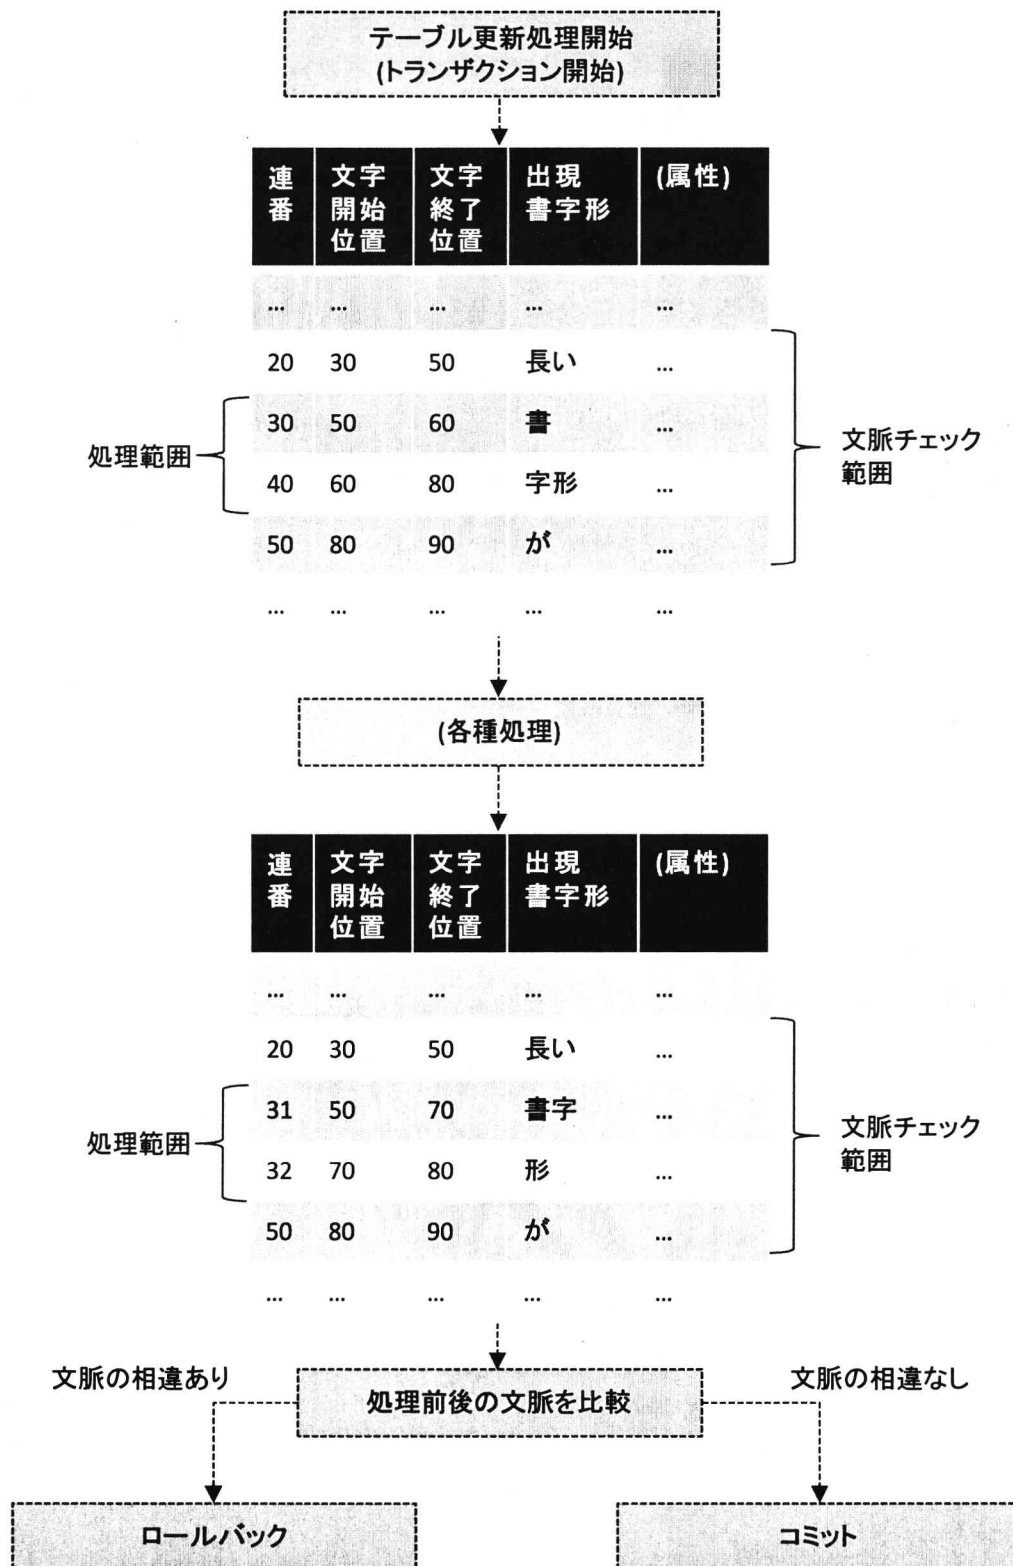 テーブル更新処理開始
(トランザクション開始)
連番 文字開始位置 文字終了位置 出現書字形 (属性)
... ... ... ... ...
20 30 50 長い ...
30 50 60 書 ...
処理範囲
文脈チェック範囲
40 60 80 字形 ...
50 80 90 が ...
... ... ... ... ...
(各種処理)
連番 文字開始位置 文字終了位置 出現書字形 (属性)
... ... ... ... ...
20 30 50 長い ...
31 50 70 書字 ...
処理範囲
文脈チェック範囲
32 70 80 形 ...
50 80 90 が ...
... ... ... ... ...
文脈の相違あり
処理前後の文脈を比較
文脈の相違なし
ロールバック
コミット